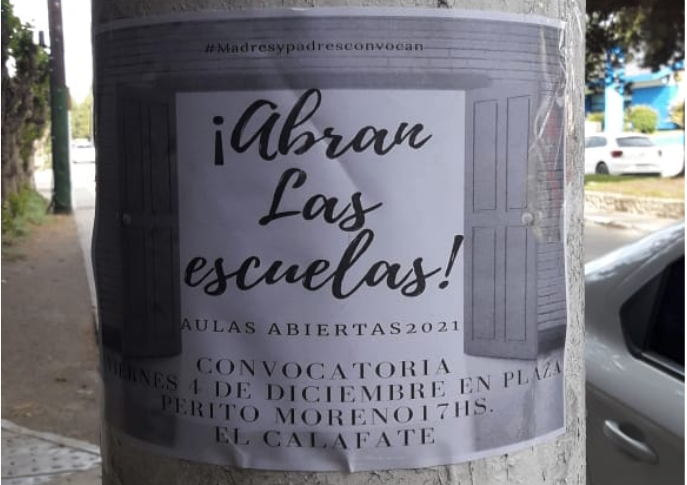 #Madresypadresconvocan
¡Abran
Las
escuelas!
AULAS ABIERTAS2021
CONVOCATORIA
VIERNES 4 DE DICIEMBRE EN PLAZA
PERITO MORENO17HS.
EL CALAFATE